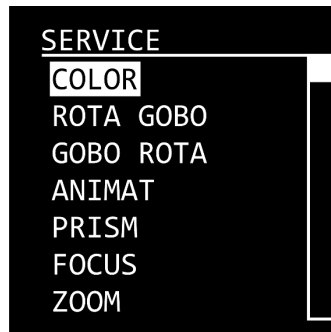 SERVICE
COLOR
ROTA GOBO
GOBO ROTA
ANIMAT
PRISM
FOCUS
ZOOM